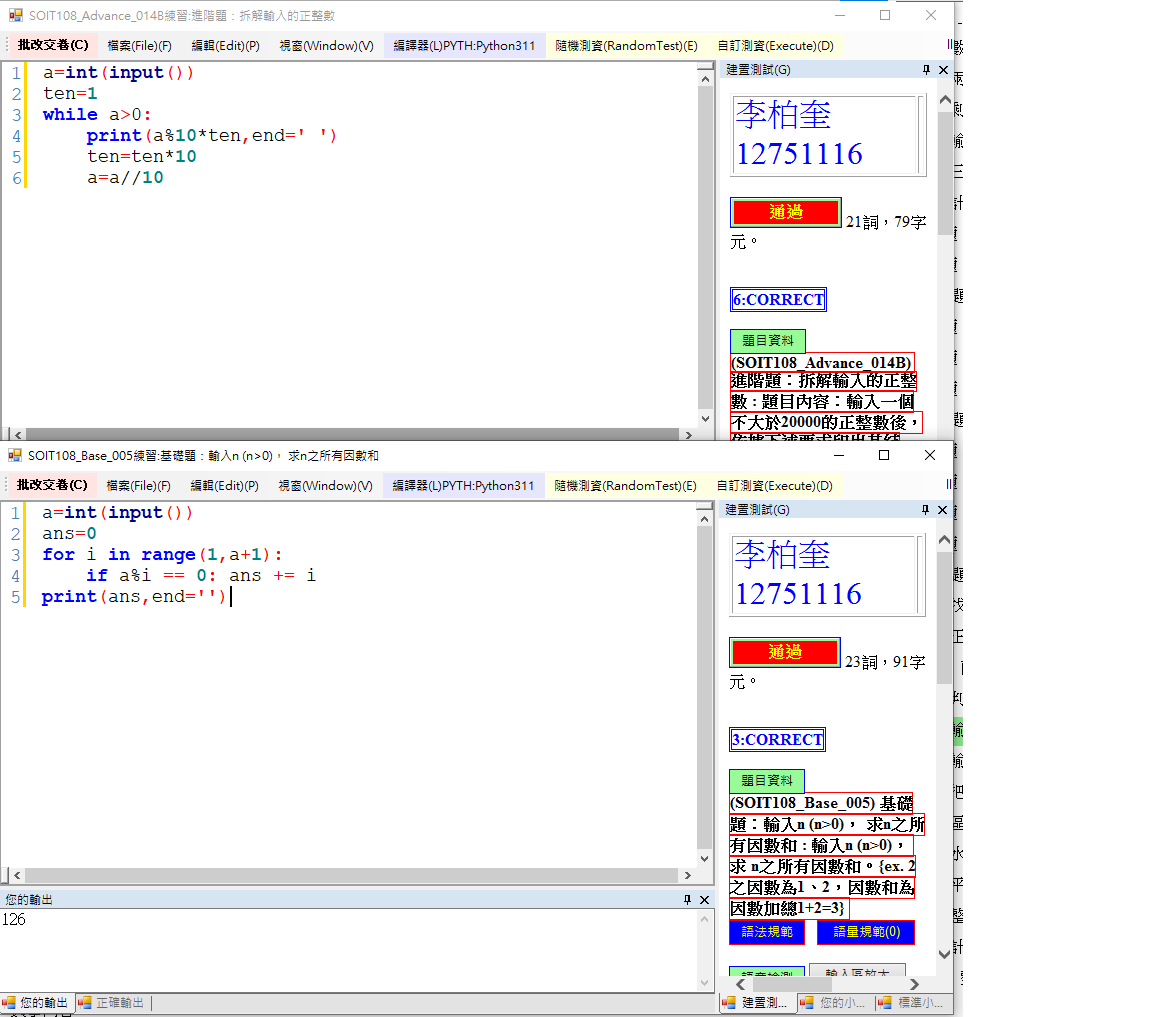 SOIT108_Advance_014B練習:進階題：拆解輸入的正整數
批改交卷(C) 檔案(File)(F) 編輯(Edit)(P) 視窗(Window)(V) 編譯器(L)PYTH:Python311 隨機測資(RandomTest)(E) 自訂測資(Execute)(D)
1 a=int(input())
2 ten=1
3 while a>0:
4 print(a%10*ten,end=' ')
5 ten=ten*10
6 a=a//10
建置測試(G)
李柏奎
12751116
通過 21詞，79字
元。
6:CORRECT
題目資料
(SOIT108_Advance_014B)
進階題：拆解輸入的正整
數 : 題目內容：輸入一個
不大於20000的正整數後，
SOIT108_Base_005練習:基礎題：輸入n (n>0)， 求n之所有因數和
批改交卷(C) 檔案(File)(F) 編輯(Edit)(P) 視窗(Window)(V) 編譯器(L)PYTH:Python311 隨機測資(RandomTest)(E) 自訂測資(Execute)(D)
1 a=int(input())
2 ans=0
3 for i in range(1,a+1):
4 if a%i == 0: ans += i
5 print(ans,end='')
建置測試(G)
李柏奎
12751116
通過 23詞，91字
元。
3:CORRECT
題目資料
(SOIT108_Base_005) 基礎
題：輸入n (n>0)， 求n之所
有因數和 : 輸入n (n>0)，
求 n之所有因數和。{ex. 2
之因數為1、2，因數和為
因數加總1+2=3}
語法規範 語量規範(0)
輸入區放大
您的輸出
126
您的輸出 正確輸出
建置測... 您的小... 標準小...